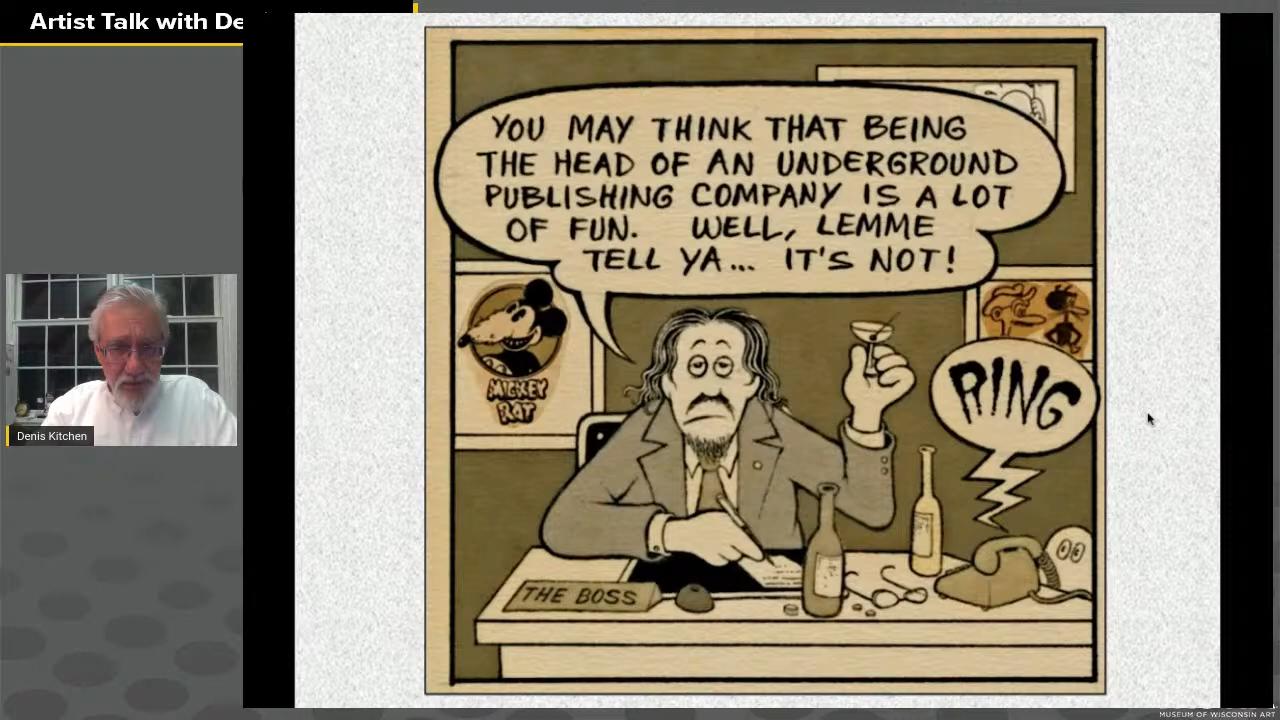 Artist Talk with De
YOU MAY THINK THAT BEING
THE HEAD OF AN UNDERGROUND
PUBLISHING COMPANY IS A LOT
OF FUN. WELL, LEMME
TELL YA... IT'S NOT!
MICKEY
RAT
RING
Denis Kitchen
THE BOSS
MUSEUM OF WISCONSIN ART